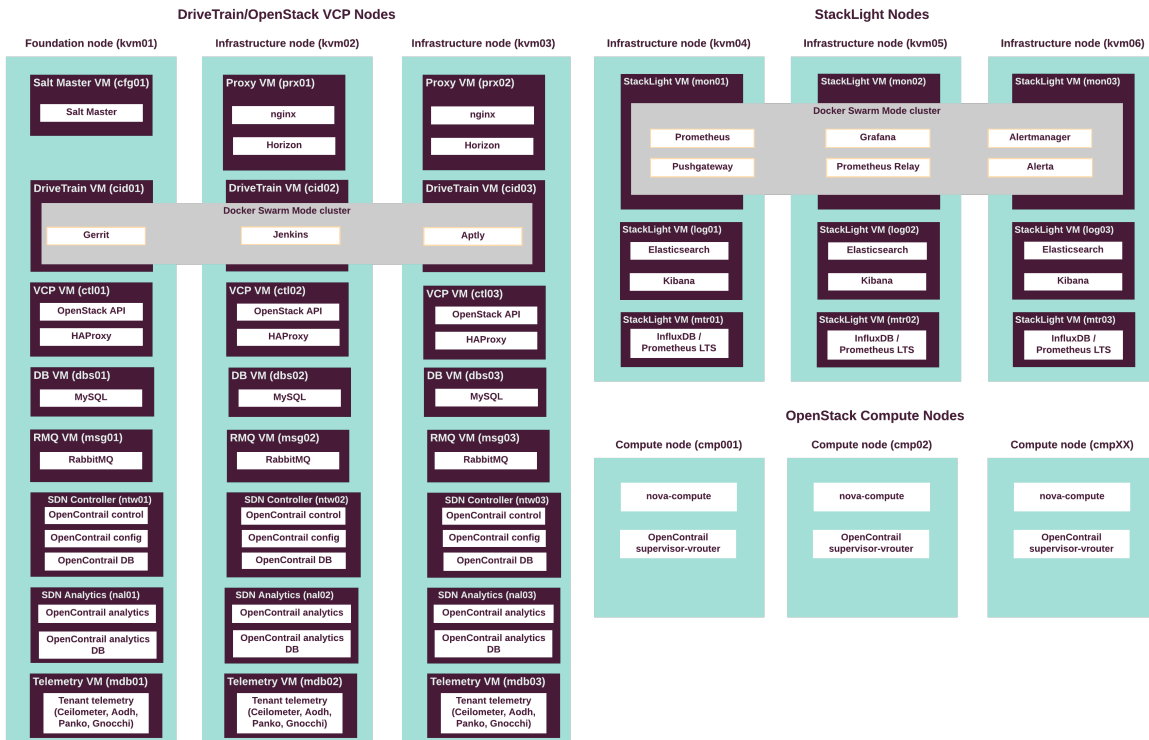 DriveTrain/OpenStack VCP Nodes
Foundation node (kvm01)
Salt Master VM (cfg01)
Salt Master
DriveTrain VM (cid01)
Infrastructure node (kvm02)
Proxy VM (prx01)
nginx
Horizon
DriveTrain VM (cid02)
Infrastructure node (kvm03)
Proxy VM (prx02)
nginx
Horizon
DriveTrain VM (cid03)
Docker Swarm Mode cluster
Gerrit
Jenkins
Aptly
VCP VM (ctl01)
OpenStack API
HAProxy
VCP VM (ctl02)
OpenStack API
HAProxy
VCP VM (ctl03)
OpenStack API
HAProxy
DB VM (dbs01)
MySQL
DB VM (dbs02)
MySQL
DB VM (dbs03)
MySQL
RMQ VM (msg01)
RabbitMQ
RMQ VM (msg02)
RabbitMQ
RMQ VM (msg03)
RabbitMQ
SDN Controller (ntw01)
OpenContrail control
OpenContrail config
OpenContrail DB
SDN Controller (ntw02)
OpenContrail control
OpenContrail config
OpenContrail DB
SDN Controller (ntw03)
OpenContrail control
OpenContrail config
OpenContrail DB
SDN Analytics (nal01)
OpenContrail analytics
OpenContrail analytics
DB
SDN Analytics (nal02)
OpenContrail analytics
OpenContrail analytics
DB
SDN Analytics (nal03)
OpenContrail analytics
OpenContrail analytics
DB
Telemetry VM (mdb01)
Tenant telemetry
(Ceilometer, Aodh,
Panko, Gnocchi)
Telemetry VM (mdb02)
Tenant telemetry
(Ceilometer, Aodh,
Panko, Gnocchi)
Telemetry VM (mdb03)
Tenant telemetry
(Ceilometer, Aodh,
Panko, Gnocchi)
StackLight Nodes
Infrastructure node (kvm04)
Infrastructure node (kvm05)
Infrastructure node (kvm06)
StackLight VM (mon01)
StackLight VM (mon02)
StackLight VM (mon03)
Docker Swarm Mode cluster
Prometheus
Grafana
Alertmanager
Pushgateway
Prometheus Relay
Alerta
StackLight VM (log01)
Elasticsearch
Kibana
StackLight VM (log02)
Elasticsearch
Kibana
StackLight VM (log03)
Elasticsearch
Kibana
StackLight VM (mtr01)
InfluxDB /
Prometheus LTS
StackLight VM (mtr02)
InfluxDB /
Prometheus LTS
StackLight VM (mtr03)
InfluxDB /
Prometheus LTS
OpenStack Compute Nodes
Compute node (cmp001)
nova-compute
OpenContrail
supervisor-vrouter
Compute node (cmp02)
nova-compute
OpenContrail
supervisor-vrouter
Compute node (cmpXX)
nova-compute
OpenContrail
supervisor-vrouter